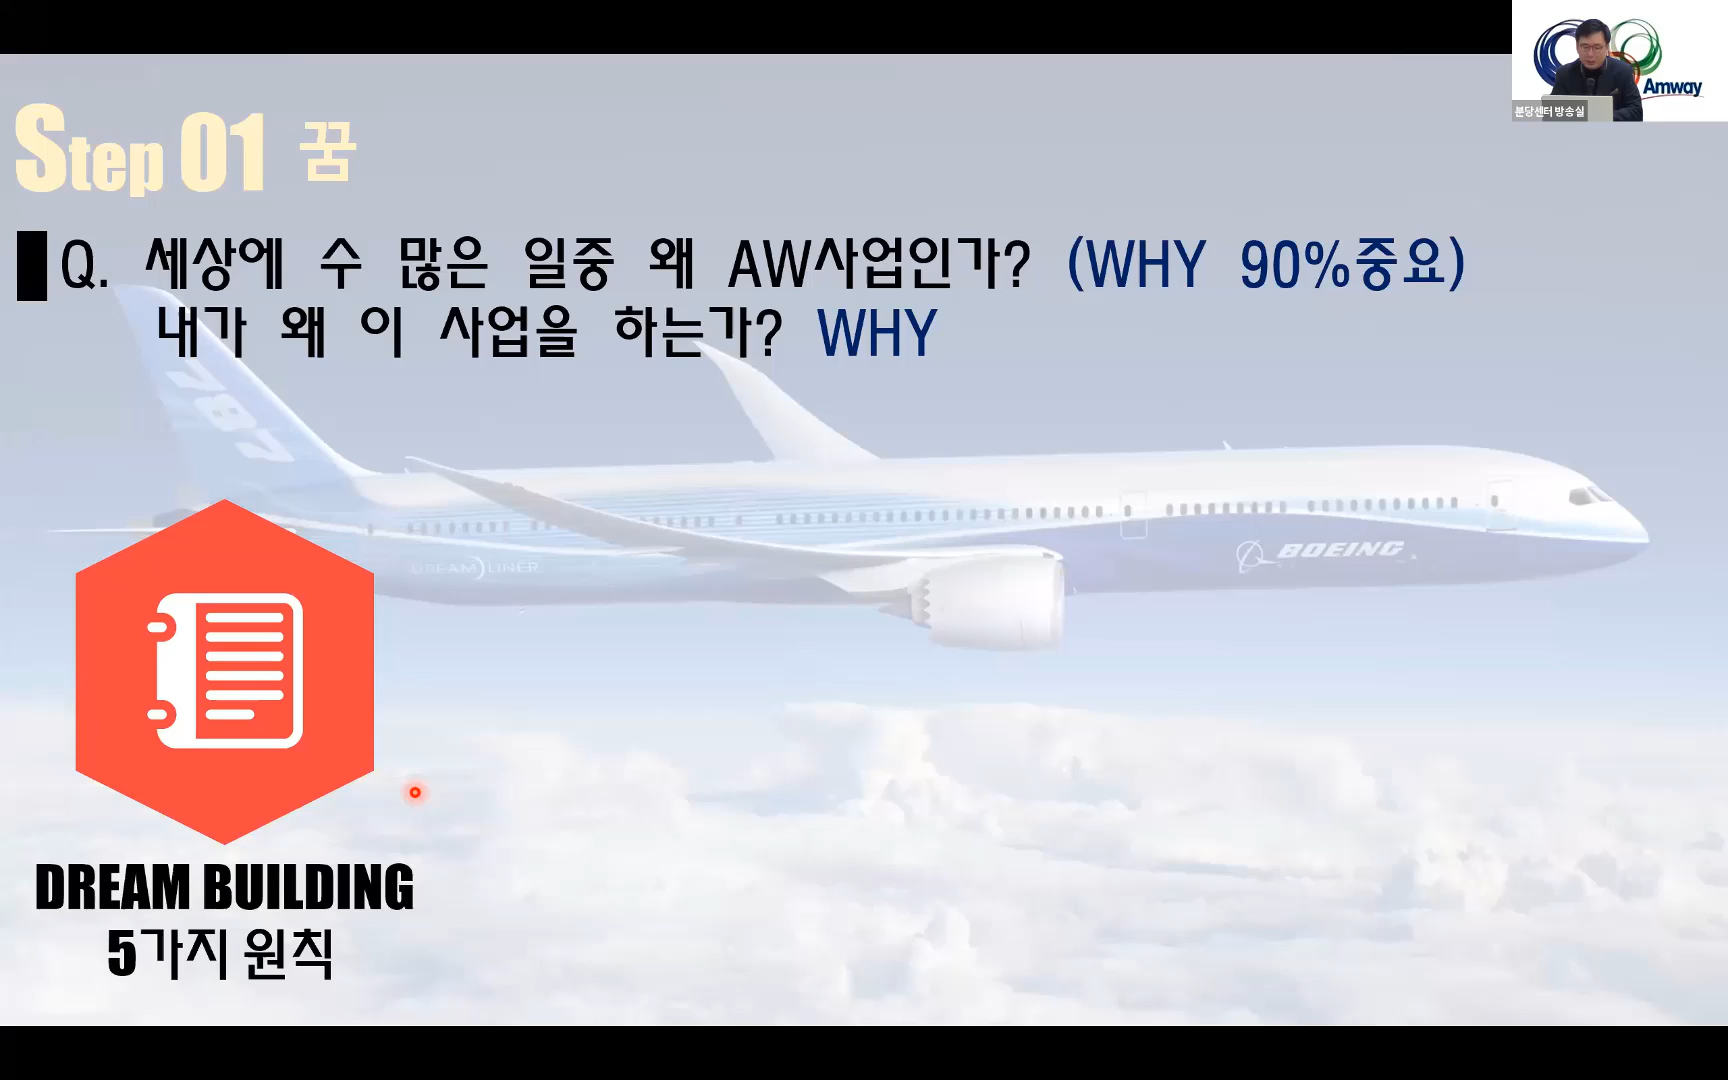 Step 01 꿈
Q. 세상에 수 많은 일중 왜 AW사업인가? (WHY 90%중요)
내가 왜 이 사업을 하는가? WHY
787
DREAMLINER
BOEING
DREAM BUILDING
5가지 원칙
Amway
분당센터 방송실